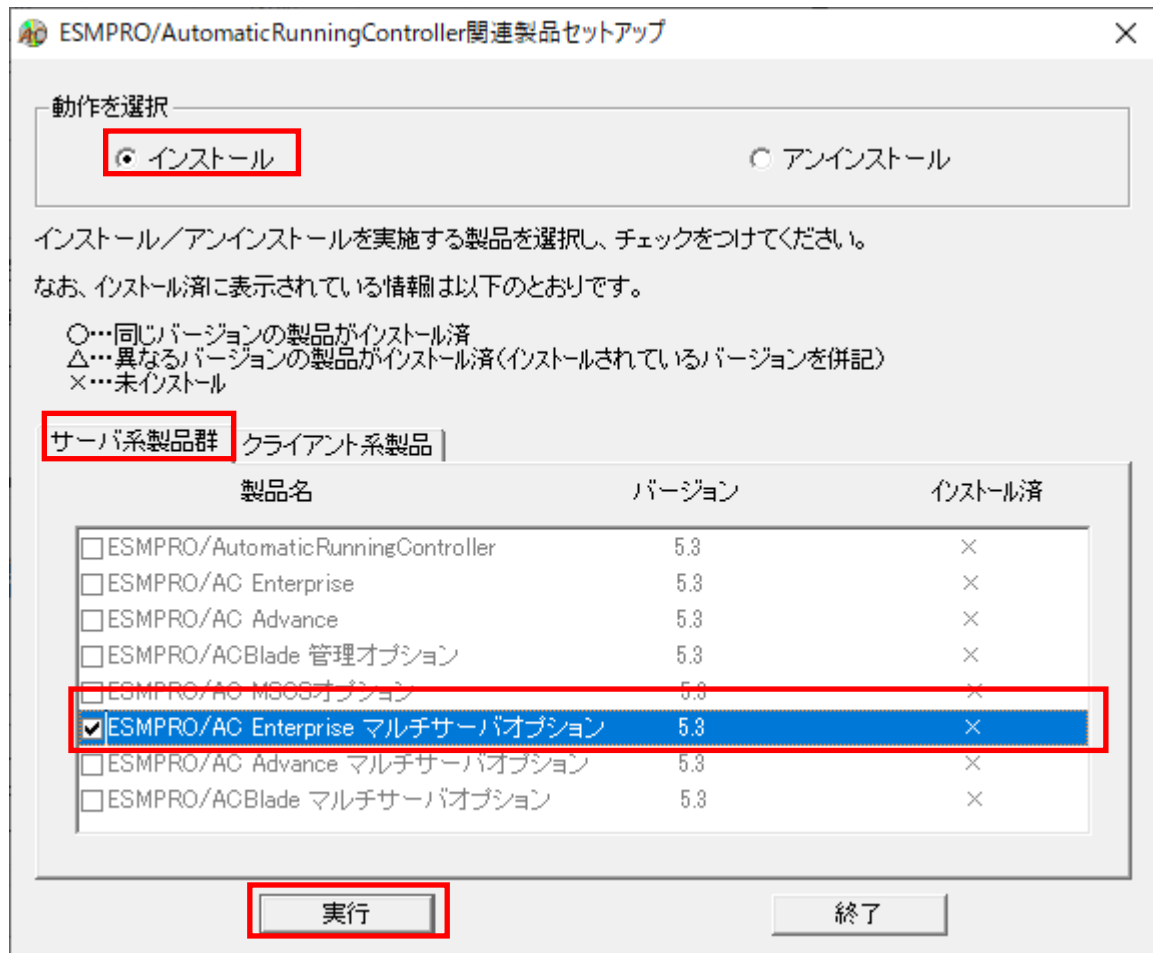 ESMPRO/AutomaticRunningController関連製品セットアップ
動作を選択
インストール アンインストール
インストール／アンインストールを実施する製品を選択し、チェックをつけてください。
なお、インストール済に表示されている情報は以下のとおりです。
○…同じバージョンの製品がインストール済
△…異なるバージョンの製品がインストール済(インストールされているバージョンを併記)
×…未インストール
サーバ系製品群 クライアント系製品
製品名 バージョン インストール済
ESMPRO/AutomaticRunningController 5.3 ×
ESMPRO/AC Enterprise 5.3 ×
ESMPRO/AC Advance 5.3 ×
ESMPRO/ACBlade 管理オプション 5.3 ×
ESMPRO/AC MSCSオプション 5.3 ×
ESMPRO/AC Enterprise マルチサーバオプション 5.3 ×
ESMPRO/AC Advance マルチサーバオプション 5.3 ×
ESMPRO/ACBlade マルチサーバオプション 5.3 ×
実行 終了